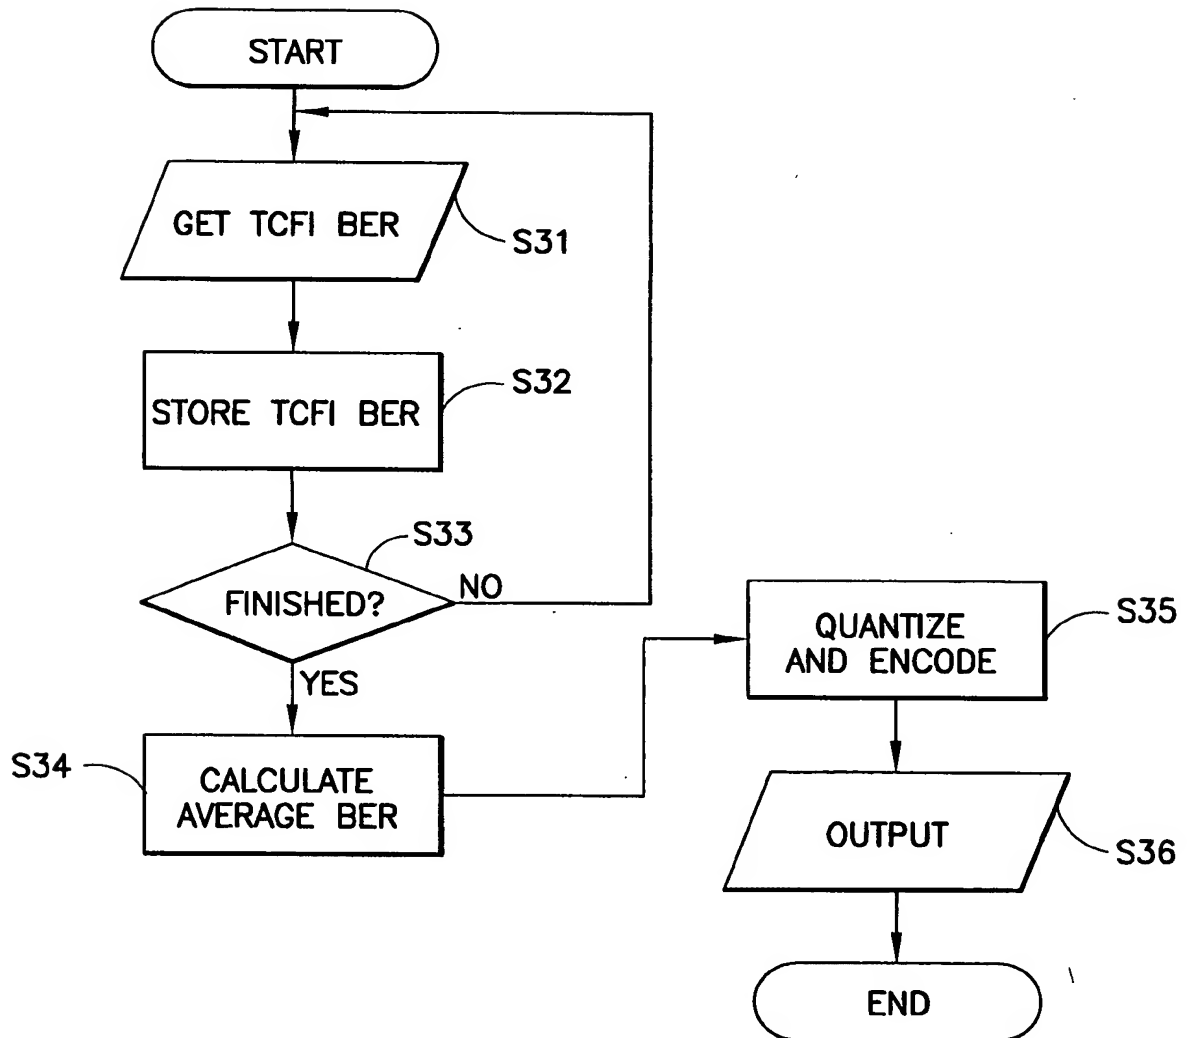 START
GET TCFI BER
S31
STORE TCFI BER
S32
FINISHED?
S33
NO
YES
CALCULATE
AVERAGE BER
S34
QUANTIZE
AND ENCODE
S35
OUTPUT
S36
END